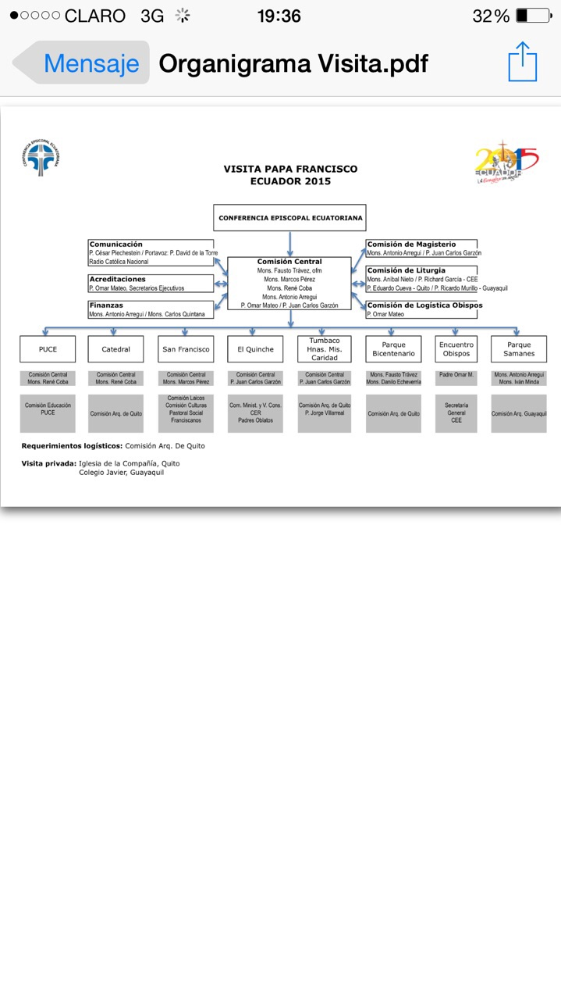 CLARO 3G 19:36 32%
Mensaje Organigrama Visita.pdf
CONFERENCIA EPISCOPAL ECUATORIANA
2015
ECUADOR
VISITA PAPA FRANCISCO
ECUADOR 2015
CONFERENCIA EPISCOPAL ECUATORIANA
Comunicación
P. César Piechestein / Portavoz: P. David de la Torre
Radio Católica Nacional
Acreditaciones
P. Omar Mateo, Secretarios Ejecutivos
Finanzas
Mons. Antonio Arregui / Mons. Carlos Quintana
Comisión Central
Mons. Fausto Trávez, ofm
Mons. Marcos Pérez
Mons. René Coba
Mons. Antonio Arregui
P. Omar Mateo / P. Juan Carlos Garzón
Comisión de Magisterio
Mons. Antonio Arregui / P. Juan Carlos Garzón
Comisión de Liturgia
Mons. Aníbal Nieto / P. Richard García - CEE
P. Eduardo Cueva - Quito / P. Ricardo Murillo - Guayaquil
Comisión de Logística Obispos
P. Omar Mateo
PUCE
Comisión Central
Mons. René Coba
Comisión Educación
PUCE
Catedral
Comisión Central
Mons. René Coba
Comisión Arq. de Quito
San Francisco
Comisión Central
Mons. Marcos Pérez
Comisión Laicos
Comisión Culturas
Pastoral Social
Franciscanos
El Quinche
Comisión Central
P. Juan Carlos Garzón
Com. Minist. y V. Cons.
CER
Padres Oblatos
Tumbaco
Hnas. Mis.
Caridad
Comisión Central
P. Juan Carlos Garzón
Comisión Arq. de Quito
P. Jorge Villarreal
Parque
Bicentenario
Mons. Fausto Trávez
Mons. Danilo Echeverría
Comisión Arq. de Quito
Encuentro
Obispos
Padre Omar M.
Secretaría
General
CEE
Parque
Samanes
Mons. Antonio Arregui
Mons. Iván Minda
Comisión Arq. Guayaquil
Requerimientos logísticos: Comisión Arq. De Quito
Visita privada: Iglesia de la Compañía, Quito
Colegio Javier, Guayaquil